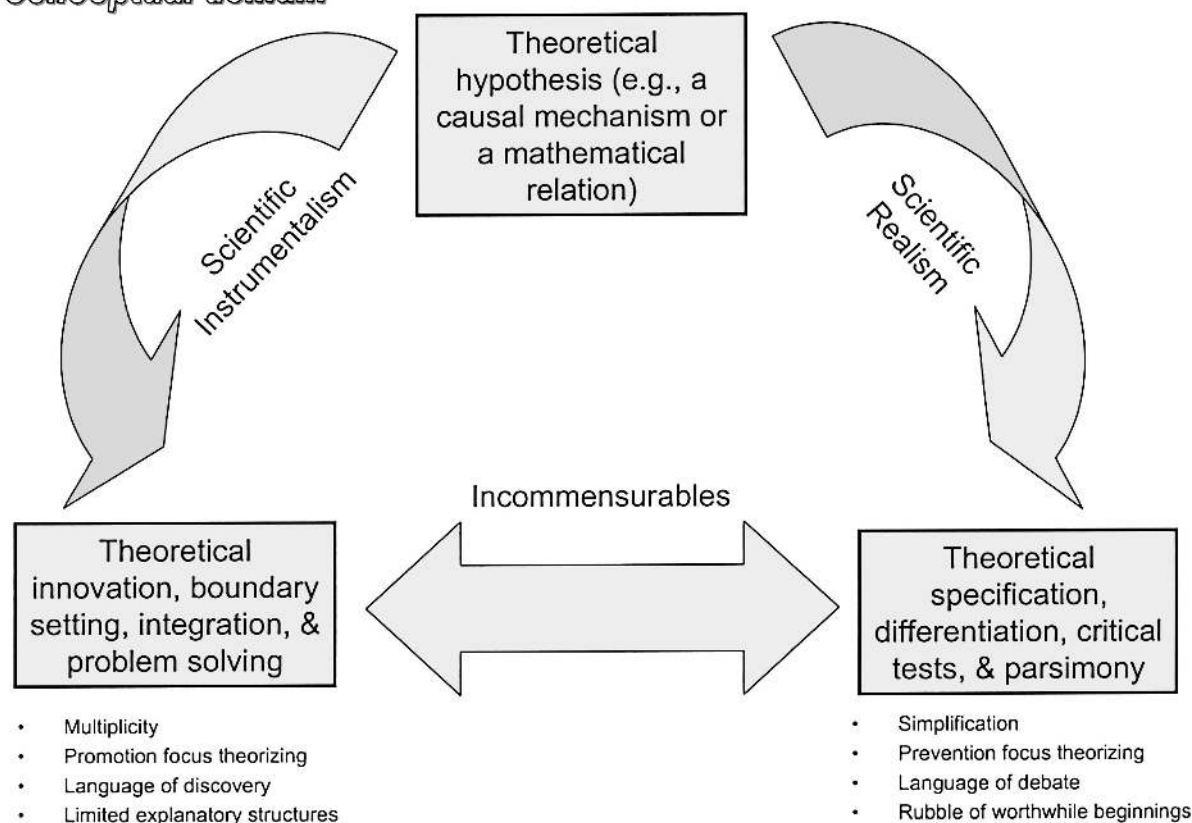 Conceptual domain
Theoretical
hypothesis (e.g., a
causal mechanism or
a mathematical
relation)
Scientific
Instrumentalism
Scientific
Realism
Incommensurables
Theoretical
innovation, boundary
setting, integration, &
problem solving
Theoretical
specification,
differentiation, critical
tests, & parsimony
• Multiplicity
• Promotion focus theorizing
• Language of discovery
• Limited explanatory structures
• Simplification
• Prevention focus theorizing
• Language of debate
• Rubble of worthwhile beginnings